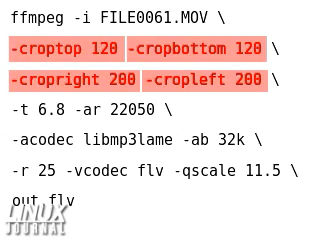 ffmpeg -i FILE0061.MOV \
-croptop 120 -cropbottom 120 \
-cropright 200 -cropleft 200 \
-t 6.8 -ar 22050 \
-acodec libmp3lame -ab 32k \
-r 25 -vcodec flv -qscale 11.5 \
out.flv
LINUX
JOURNAL